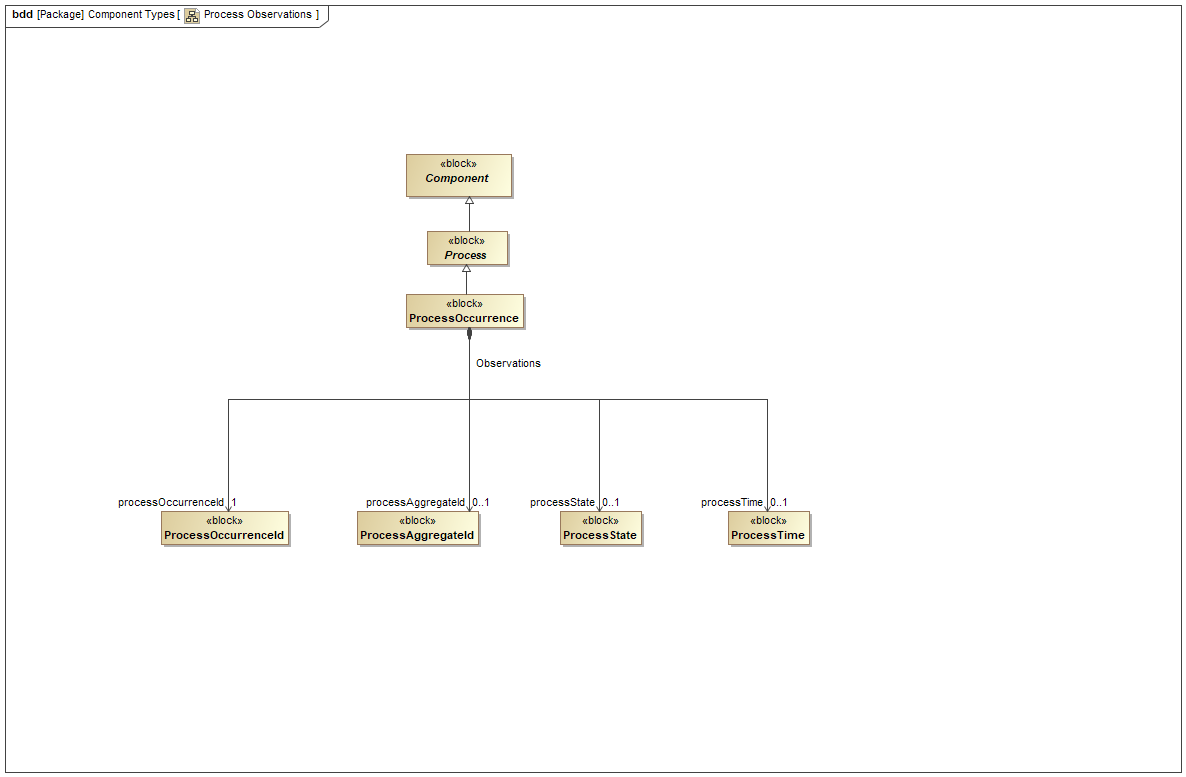 bdd [Package] Component Types [ Process Observations ]
«block»
Component
«block»
Process
«block»
ProcessOccurrence
Observations
processOccurrenceId 1
processAggregateId 0..1
processState 0..1
processTime 0..1
«block»
ProcessOccurrenceId
«block»
ProcessAggregateId
«block»
ProcessState
«block»
ProcessTime